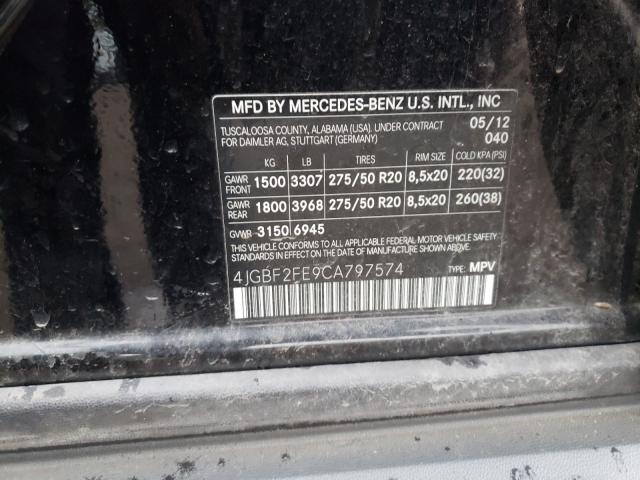 MFD BY MERCEDES-BENZ U.S. INTL., INC
TUSCALOOSA COUNTY, ALABAMA (USA). UNDER CONTRACT 05/12
FOR DAIMLER AG, STUTTGART (GERMANY) 040
KG LB TIRES RIM SIZE COLD KPA (PSI)
GAWR FRONT 1500 3307 275/50 R20 8,5x20 220(32)
GAWR REAR 1800 3968 275/50 R20 8,5x20 260(38)
GVWR 3150 6945
THIS VEHICLE CONFORMS TO ALL APPLICABLE FEDERAL MOTOR VEHICLE SAFETY
STANDARDS IN EFFECT ON THE DATE OF MANUFACTURE SHOWN ABOVE.
4JGBF2FE9CA797574 TYPE: MPV